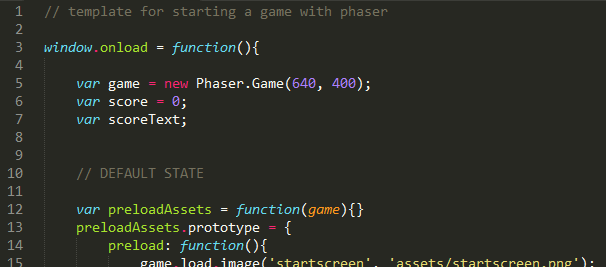 1 // template for starting a game with phaser
2
3 window.onload = function(){
4
5 var game = new Phaser.Game(640, 400);
6 var score = 0;
7 var scoreText;
8
9
10 // DEFAULT STATE
11
12 var preloadAssets = function(game){}
13 preloadAssets.prototype = {
14 preload: function(){
15 game.load.image('startscreen', 'assets/startscreen.png');